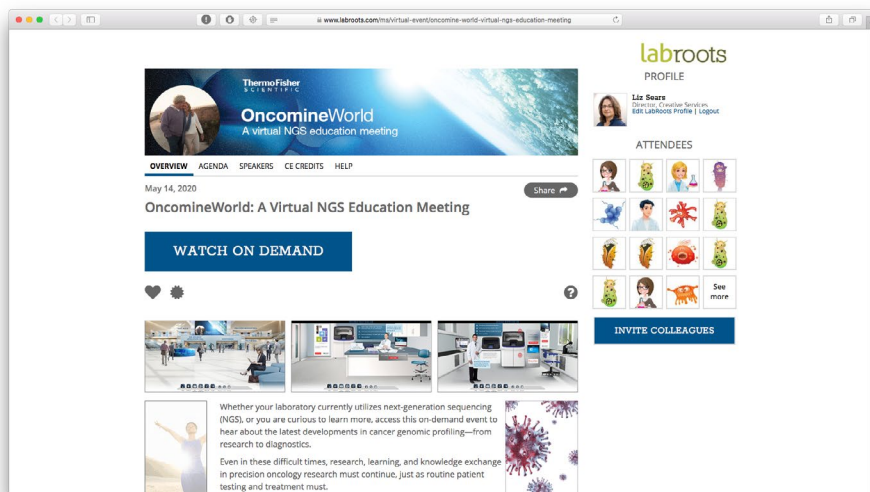 www.labroots.com/ms/virtual-event/oncomine-world-virtual-ngs-education-meeting
labroots
PROFILE
Liz Sears
Director, Creative Services
Edit LabRoots Profile | Logout
ATTENDEES
See
more
INVITE COLLEAGUES
ThermoFisher
SCIENTIFIC
OncomineWorld
A virtual NGS education meeting
OVERVIEW AGENDA SPEAKERS CE CREDITS HELP
May 14, 2020
Share
OncomineWorld: A Virtual NGS Education Meeting
WATCH ON DEMAND
?
Whether your laboratory currently utilizes next-generation sequencing
(NGS), or you are curious to learn more, access this on-demand event to
hear about the latest developments in cancer genomic profiling—from
research to diagnostics.
Even in these difficult times, research, learning, and knowledge exchange
in precision oncology research must continue, just as routine patient
testing and treatment must.